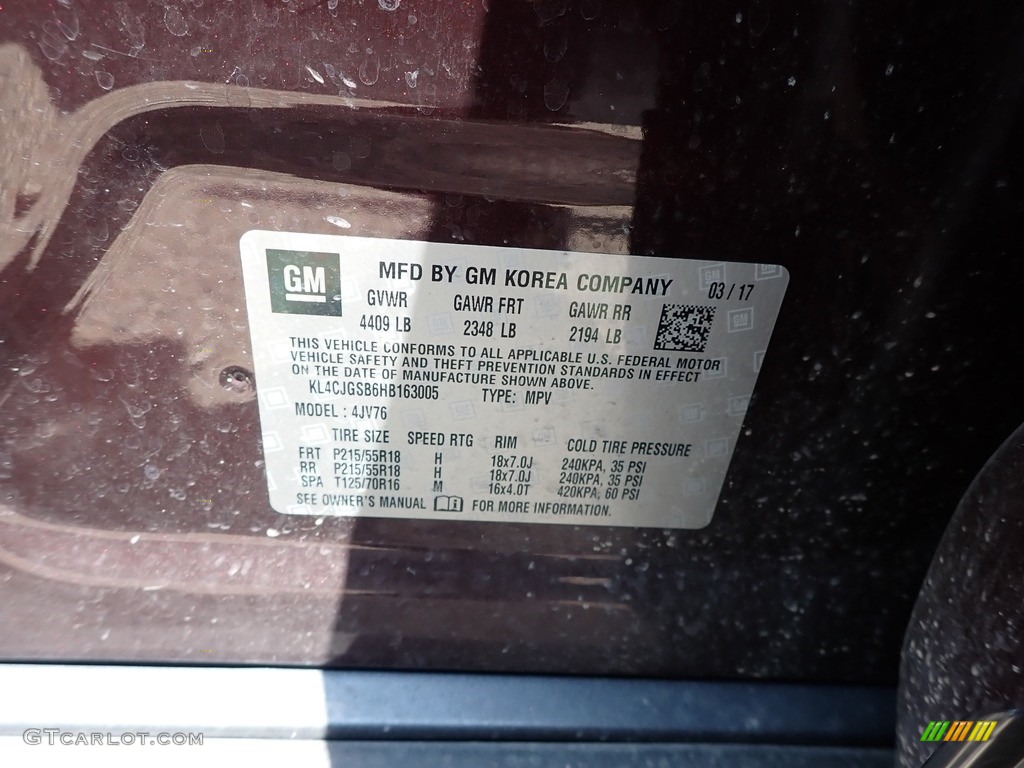 GM MFD BY GM KOREA COMPANY 03 / 17
GVWR GAWR FRT GAWR RR
4409 LB 2348 LB 2194 LB
THIS VEHICLE CONFORMS TO ALL APPLICABLE U.S. FEDERAL MOTOR
VEHICLE SAFETY AND THEFT PREVENTION STANDARDS IN EFFECT
ON THE DATE OF MANUFACTURE SHOWN ABOVE.
KL4CJGSB6HB163005 TYPE: MPV
MODEL : 4JV76
TIRE SIZE SPEED RTG RIM COLD TIRE PRESSURE
FRT P215/55R18 H 18x7.0J 240KPA, 35 PSI
RR P215/55R18 H 18x7.0J 240KPA, 35 PSI
SPA T125/70R16 M 16x4.0T 420KPA, 60 PSI
SEE OWNER'S MANUAL FOR MORE INFORMATION.
GTcarlot.com